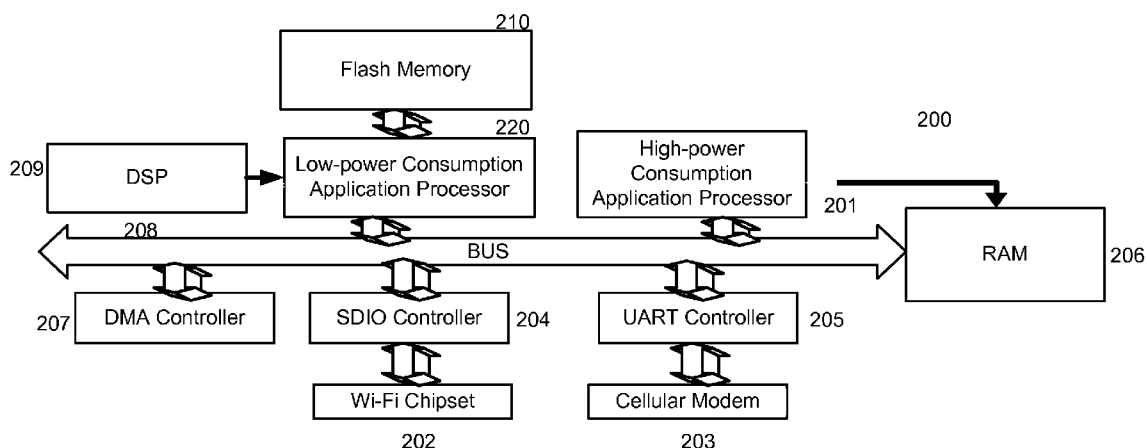 210
Flash Memory
220
200
209
DSP
Low-power Consumption
Application Processor
High-power
Consumption
Application Processor
201
208
BUS
RAM
206
207
DMA Controller
SDIO Controller
204
UART Controller
205
Wi-Fi Chipset
Cellular Modem
202
203